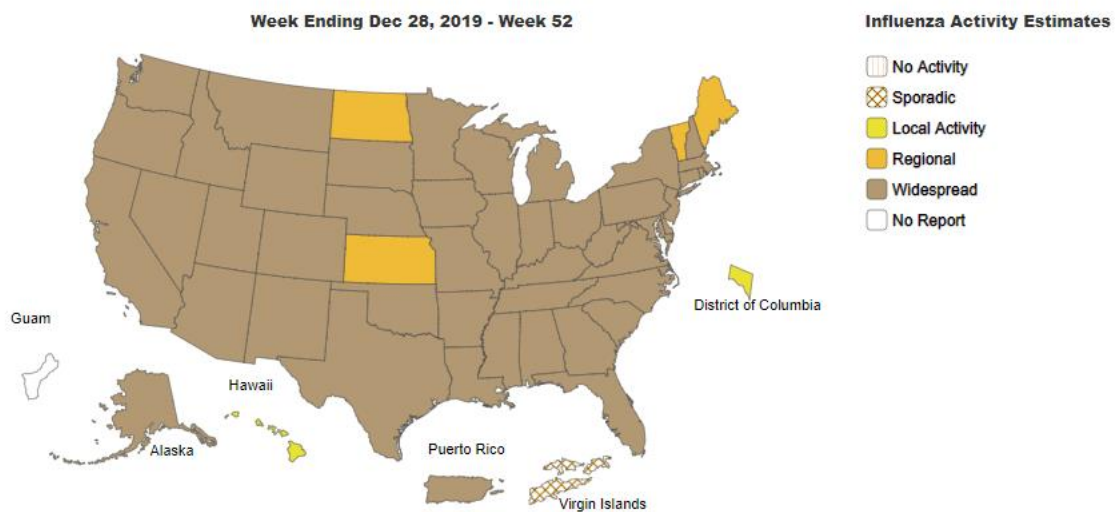 Week Ending Dec 28, 2019 - Week 52
Influenza Activity Estimates
No Activity
Sporadic
Local Activity
Regional
Widespread
No Report
District of Columbia
Guam
Hawaii
Alaska
Puerto Rico
Virgin Islands